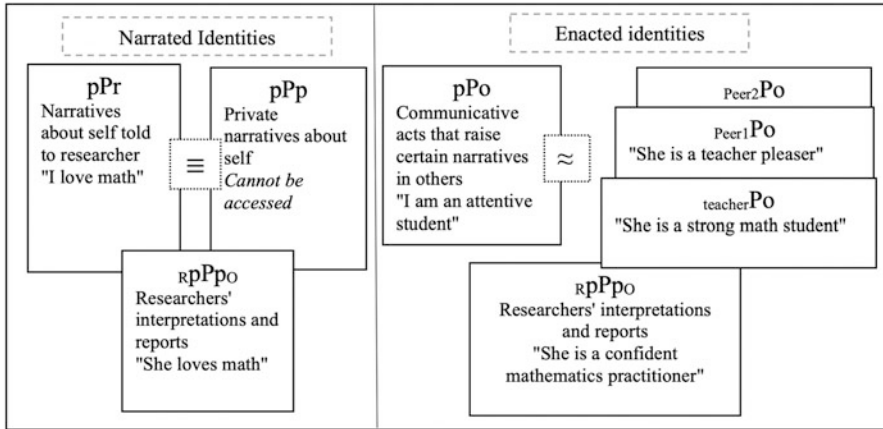 Narrated Identities
pPr
Narratives
about self told
to researcher
"I love math"
≡
pPp
Private
narratives about
self
Cannot be
accessed
RpPpO
Researchers'
interpretations and
reports
"She loves math"
Enacted identities
pPo
Communicative
acts that raise
certain narratives
in others
"I am an attentive
student"
≈
Peer2Po
Peer1Po
"She is a teacher pleaser"
teacherPo
"She is a strong math student"
RpPpO
Researchers' interpretations
and reports
"She is a confident
mathematics practitioner"